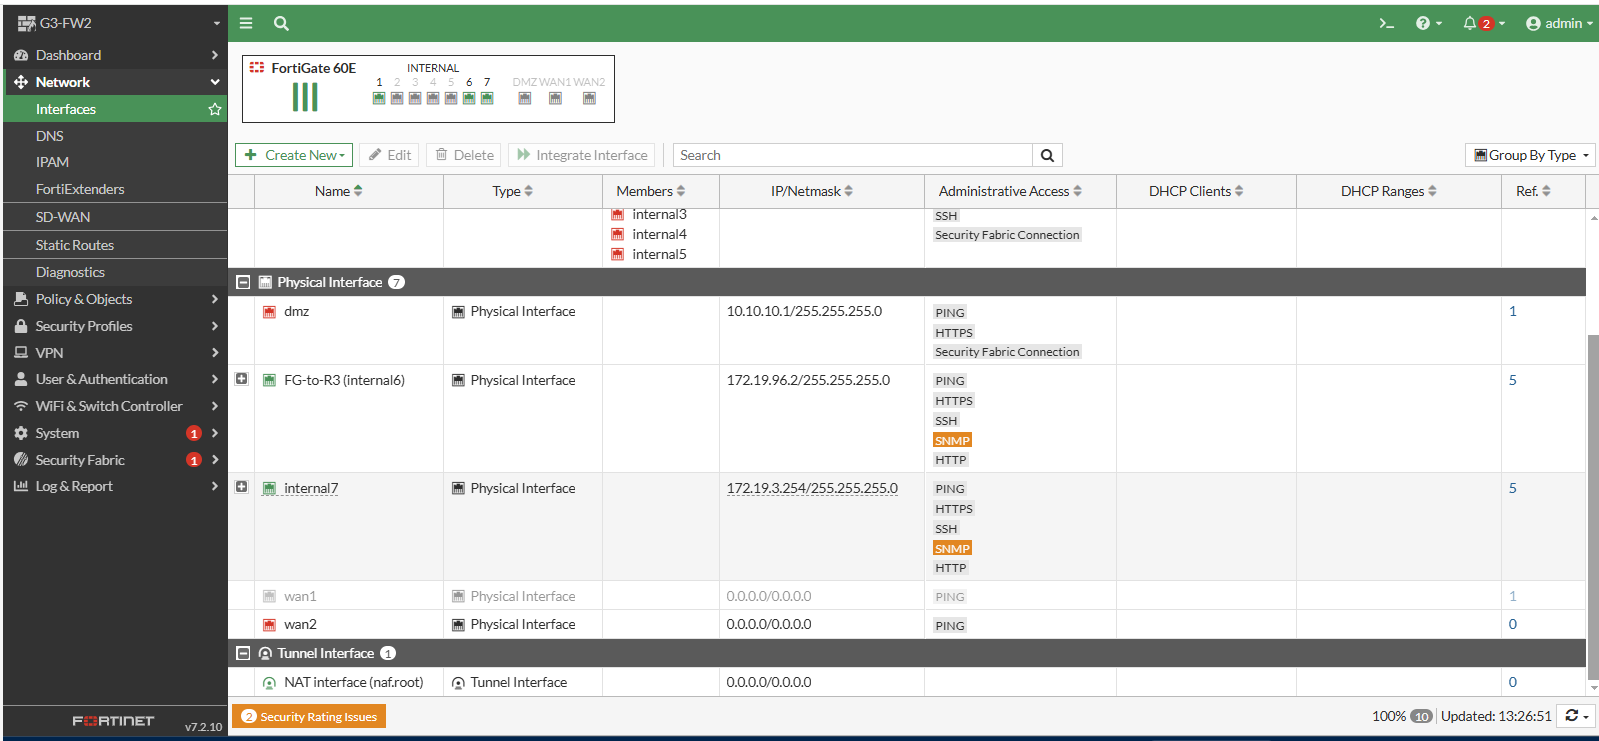 G3-FW2
2
admin
Dashboard
Network
Interfaces
DNS
IPAM
FortiExtenders
SD-WAN
Static Routes
Diagnostics
Policy & Objects
Security Profiles
VPN
User & Authentication
WiFi & Switch Controller
System 1
Security Fabric 1
Log & Report
FORTINET v7.2.10
FortiGate 60E
INTERNAL
1 2 3 4 5 6 7 DMZ WAN1 WAN2
Create New Edit Delete Integrate Interface Search Group By Type
Name Type Members IP/Netmask Administrative Access DHCP Clients DHCP Ranges Ref.
internal3 SSH
internal4 Security Fabric Connection
internal5
Physical Interface 7
dmz Physical Interface 10.10.10.1/255.255.255.0 PING 1
HTTPS
Security Fabric Connection
FG-to-R3 (internal6) Physical Interface 172.19.96.2/255.255.255.0 PING 5
HTTPS
SSH
SNMP
HTTP
internal7 Physical Interface 172.19.3.254/255.255.255.0 PING 5
HTTPS
SSH
SNMP
HTTP
wan1 Physical Interface 0.0.0.0/0.0.0.0 PING 1
wan2 Physical Interface 0.0.0.0/0.0.0.0 PING 0
Tunnel Interface 1
NAT interface (naf.root) Tunnel Interface 0.0.0.0/0.0.0.0 0
2 Security Rating Issues 100% 10 Updated: 13:26:51